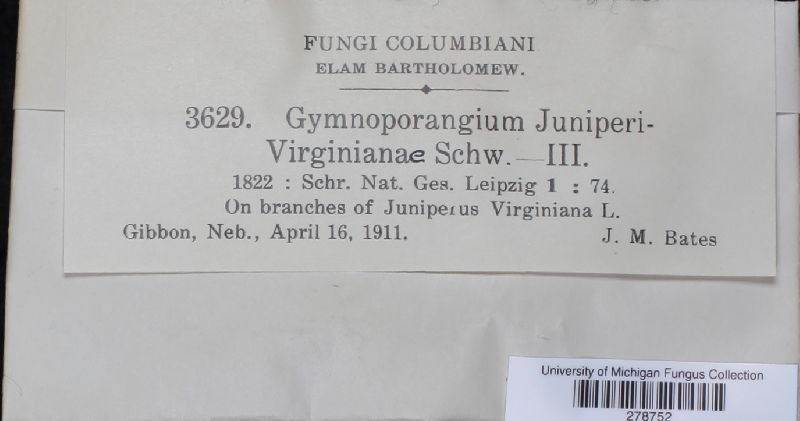 FUNGI COLUMBIANI
ELAM BARTHOLOMEW.
3629. Gymnoporangium Juniperi-
Virginianae Schw.—III.
1822 : Schr. Nat. Ges. Leipzig 1 : 74.
On branches of Juniperus Virginiana L.
Gibbon, Neb., April 16, 1911. J. M. Bates
University of Michigan Fungus Collection
278752